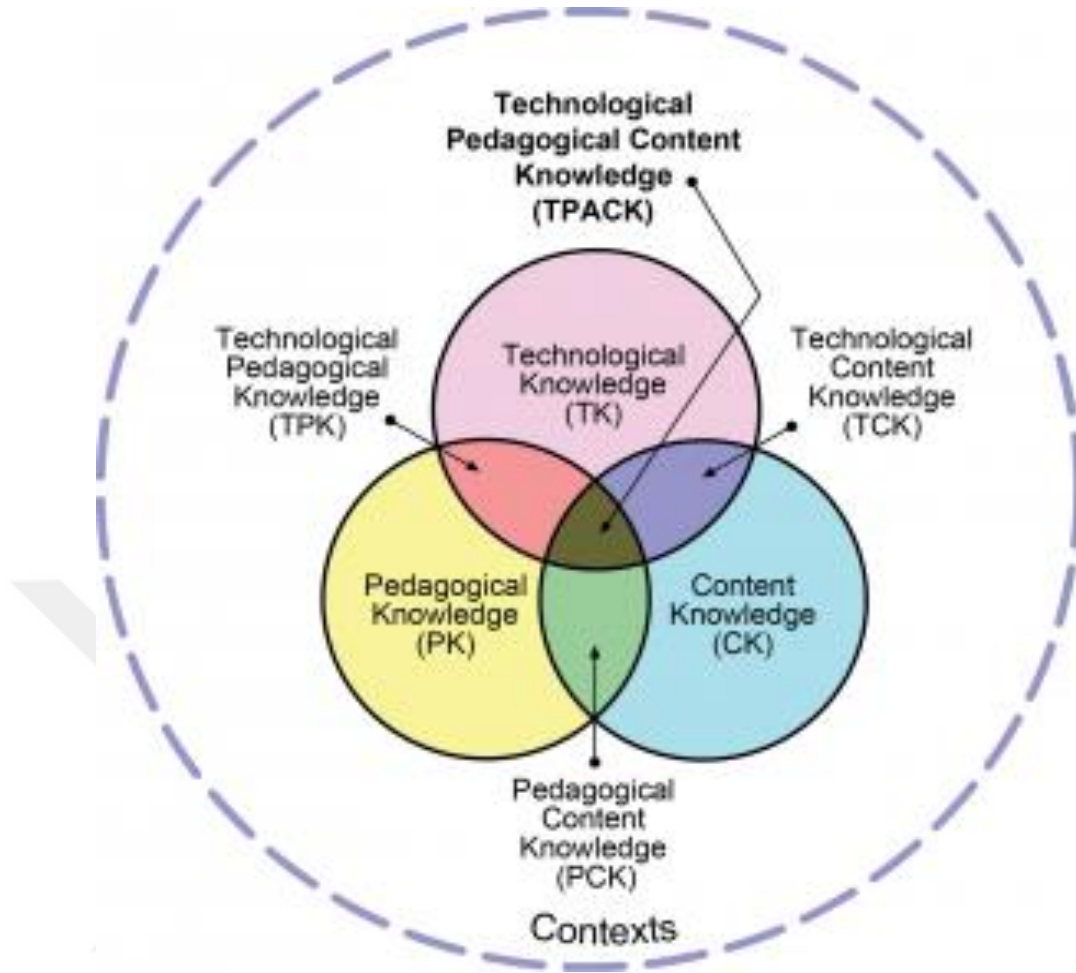 Technological
Pedagogical Content
Knowledge
(TPACK)
Technological
Pedagogical
Knowledge
(TPK)
Technological
Knowledge
(TK)
Technological
Content
Knowledge
(TCK)
Pedagogical
Knowledge
(PK)
Content
Knowledge
(CK)
Pedagogical
Content
Knowledge
(PCK)
Contexts